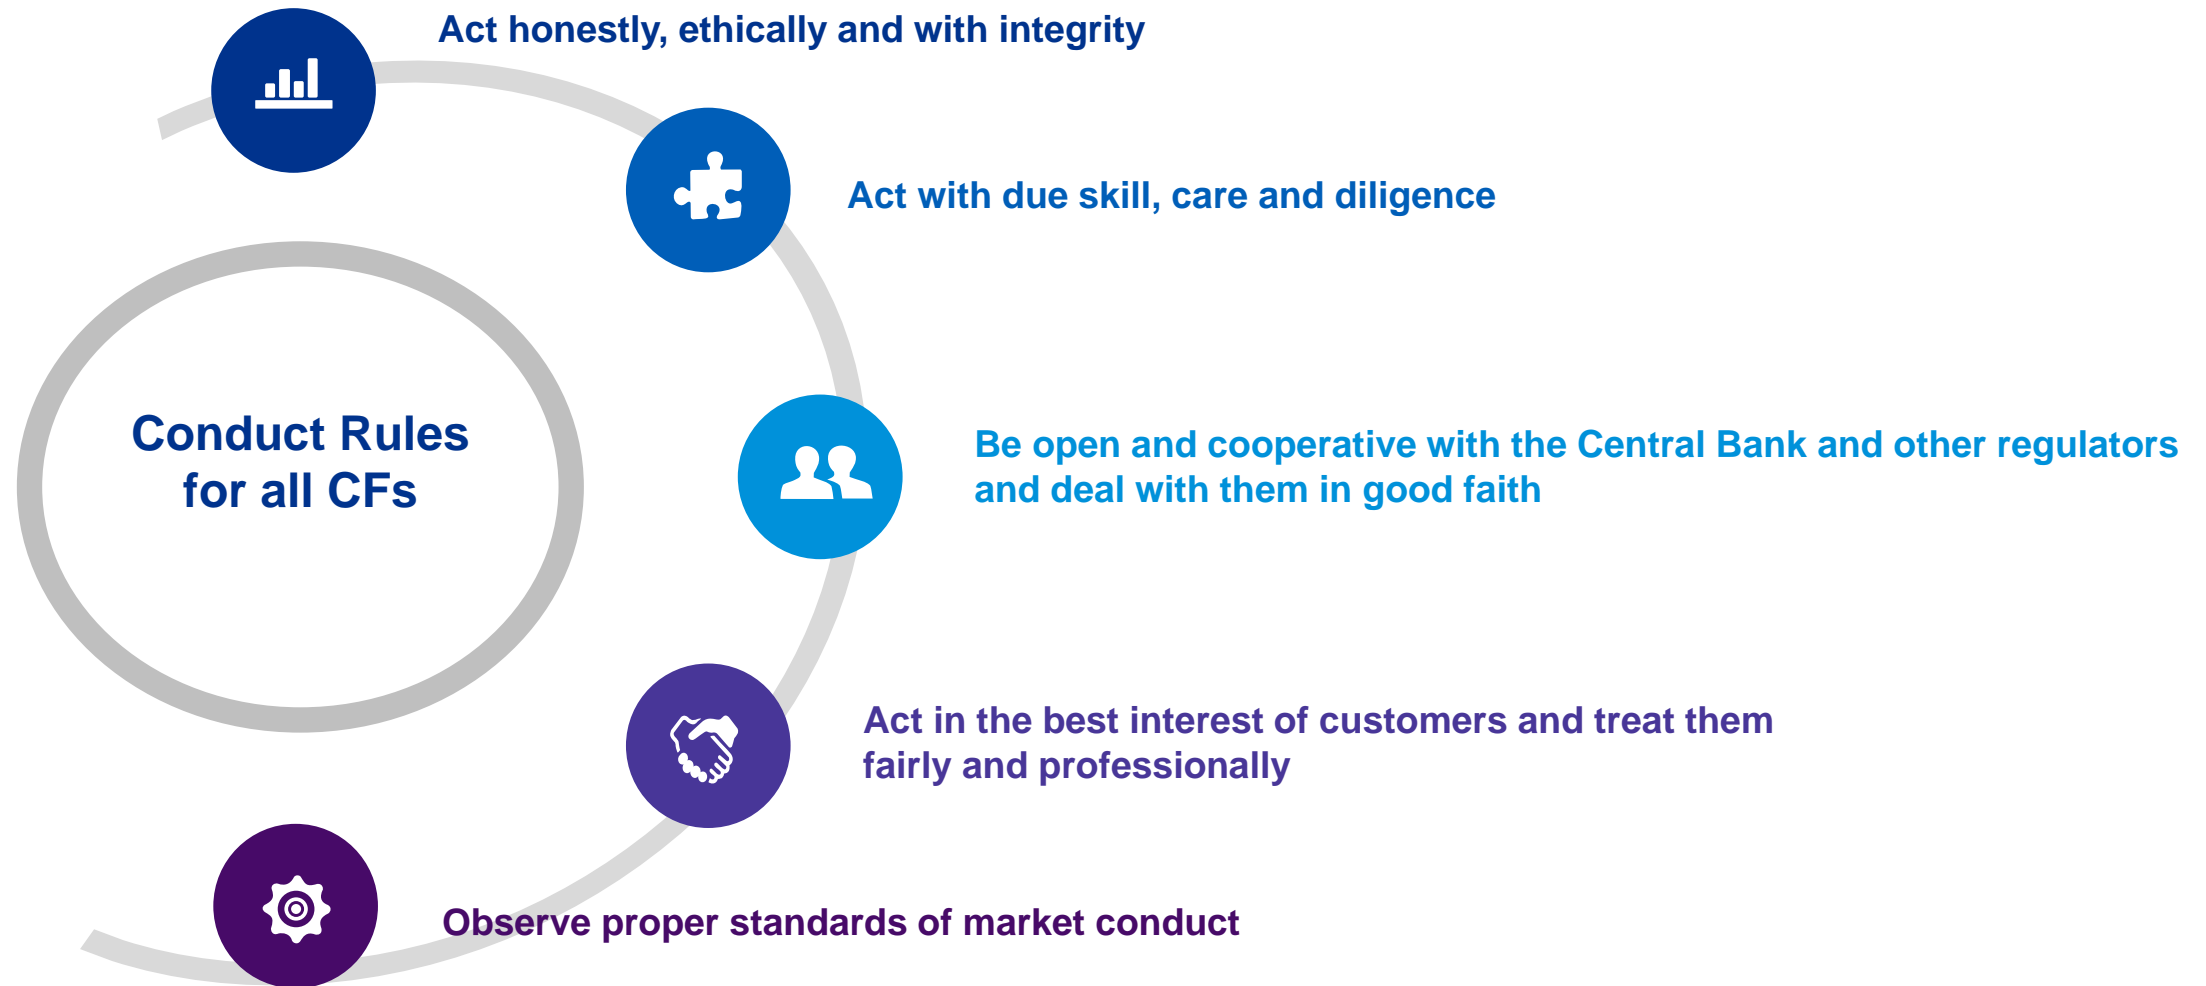 Act honestly, ethically and with integrity
Act with due skill, care and diligence
Conduct Rules
for all CFs
Be open and cooperative with the Central Bank and other regulators
and deal with them in good faith
Act in the best interest of customers and treat them
fairly and professionally
Observe proper standards of market conduct